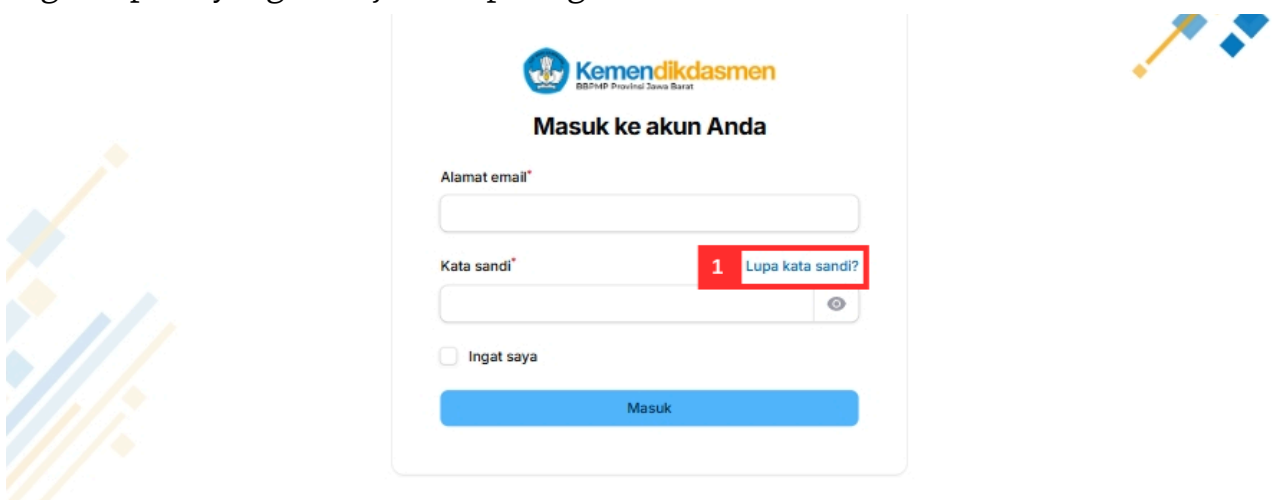 Kemendikdasmen
BBPMP Provinsi Jawa Barat
Masuk ke akun Anda
Alamat email*
Kata sandi*
1 Lupa kata sandi?
Ingat saya
Masuk